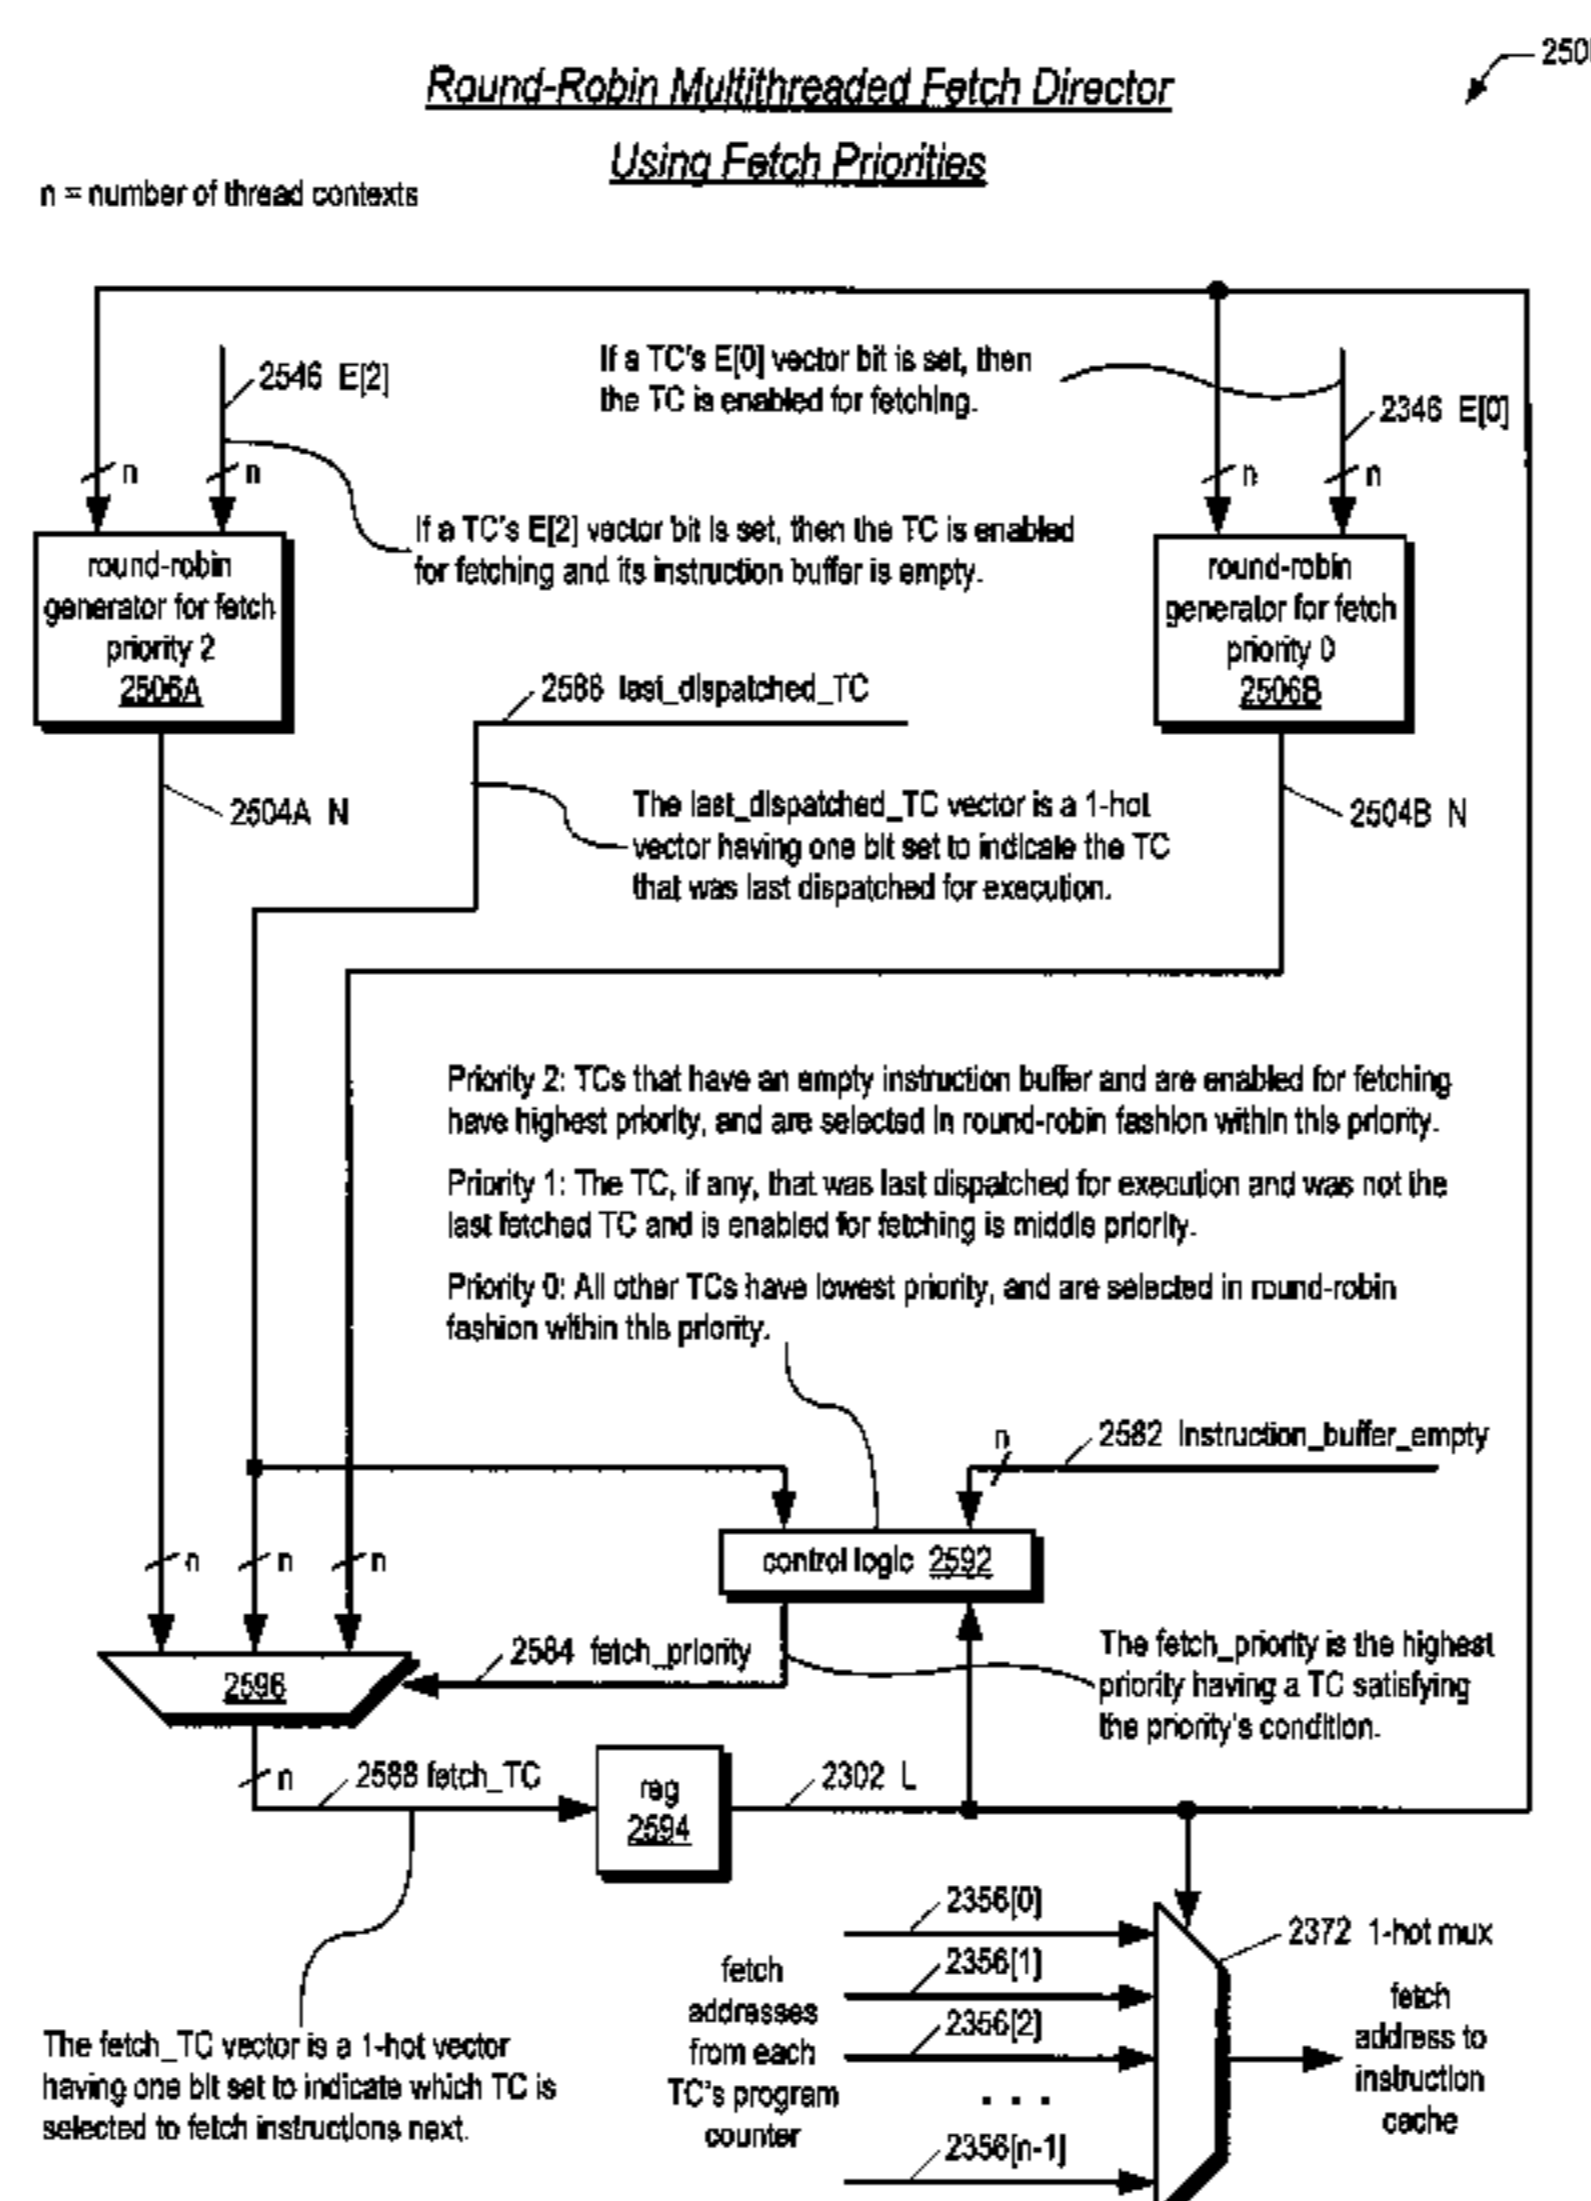 250
Round-Robin Multithreaded Fetch Director
Using Fetch Priorities
n = number of thread contexts
2546 E[2]
If a TC's E[0] vector bit is set, then
the TC is enabled for fetching.
2346 E[0]
n
n
n
n
If a TC's E[2] vector bit is set, then the TC is enabled
for fetching and its instruction buffer is empty.
round-robin
generator for fetch
priority 2
2506A
round-robin
generator for fetch
priority 0
2506B
2588 last_dispatched_TC
2504A N
The last_dispatched_TC vector is a 1-hot
vector having one bit set to indicate the TC
that was last dispatched for execution.
2504B N
Priority 2: TCs that have an empty instruction buffer and are enabled for fetching
have highest priority, and are selected in round-robin fashion within this priority.
Priority 1: The TC, if any, that was last dispatched for execution and was not the
last fetched TC and is enabled for fetching is middle priority.
Priority 0: All other TCs have lowest priority, and are selected in round-robin
fashion within this priority.
n
2582 instruction_buffer_empty
n
n
n
control logic 2592
2584 fetch_priority
The fetch_priority is the highest
priority having a TC satisfying
the priority's condition.
2596
n
2588 fetch_TC
reg
2594
2302 L
2356[0]
2372 1-hot mux
2356[1]
2356[2]
fetch
addresses
from each
TC's program
counter
. . .
2356[n-1]
fetch
address to
instruction
cache
The fetch_TC vector is a 1-hot vector
having one bit set to indicate which TC is
selected to fetch instructions next.